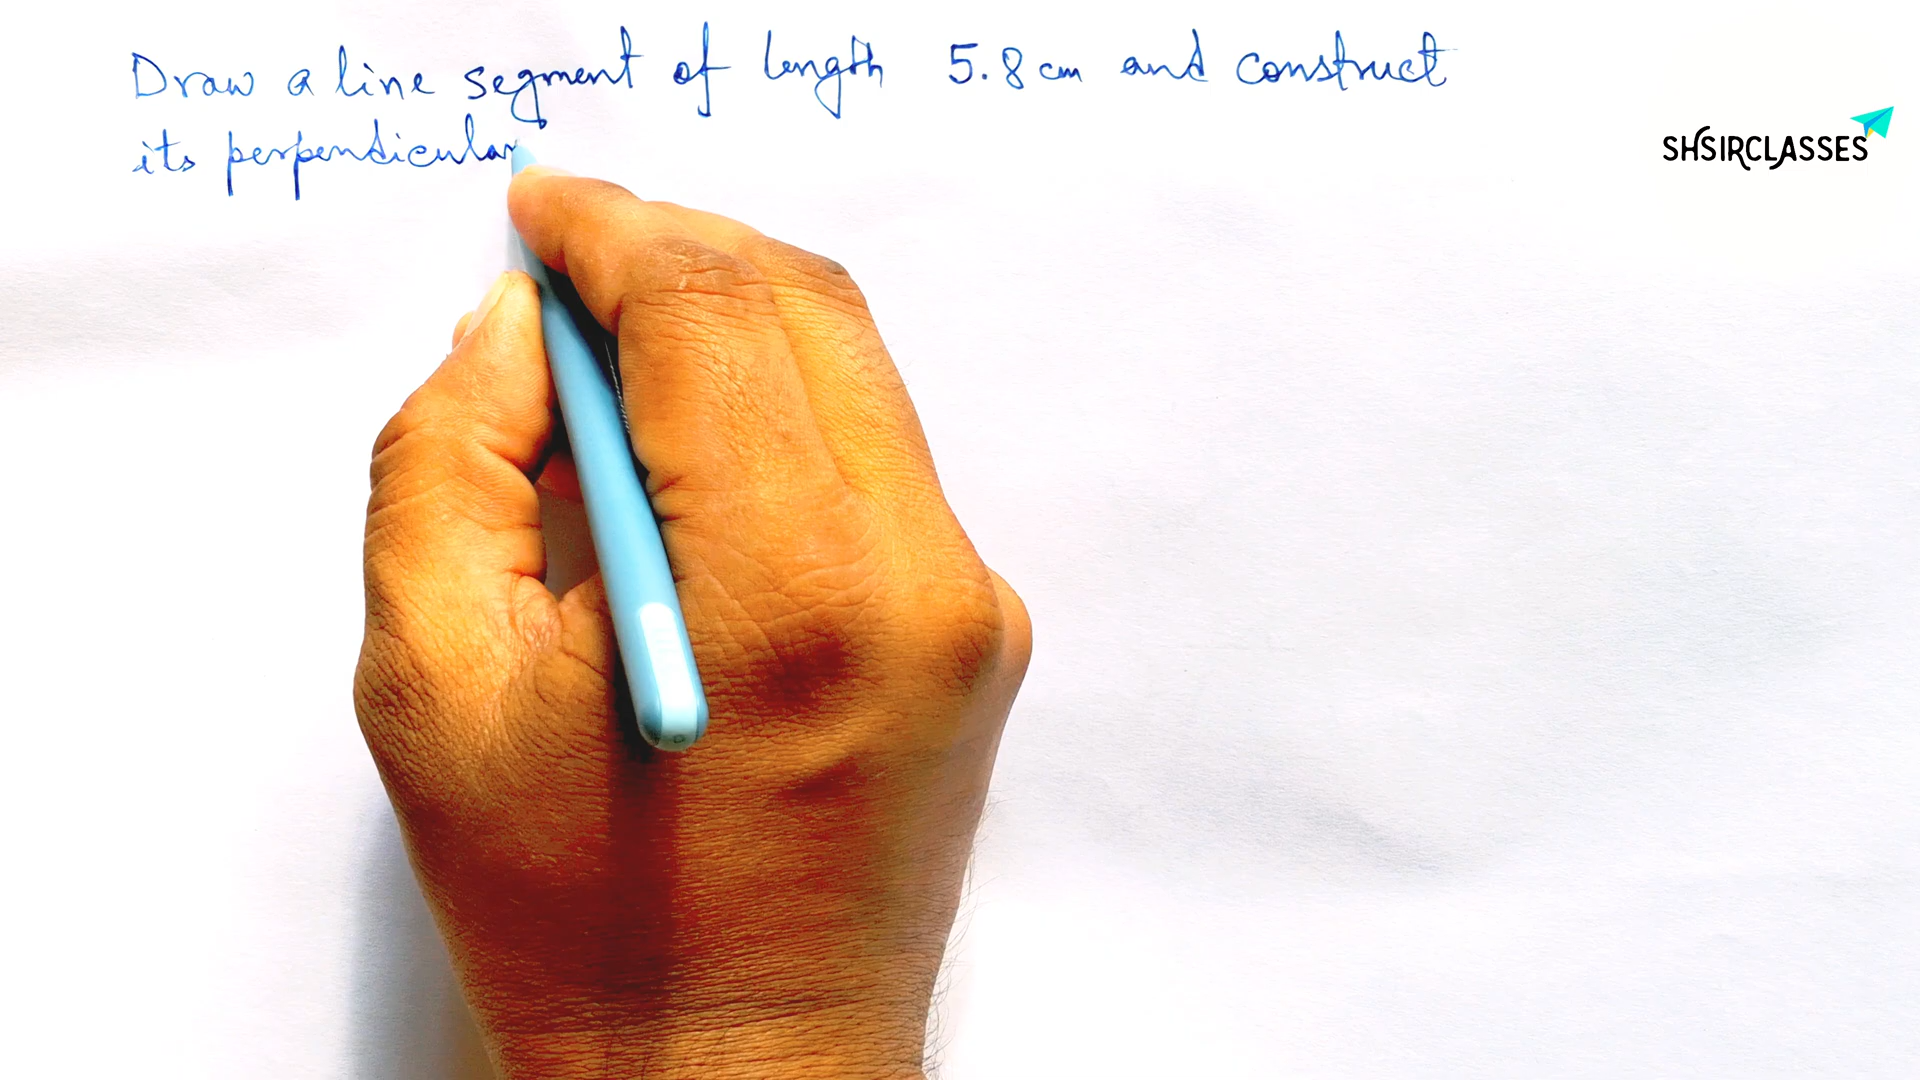 Draw a line segment of length 5.8 cm and construct
its perpendicular
SHSIRCLASSES